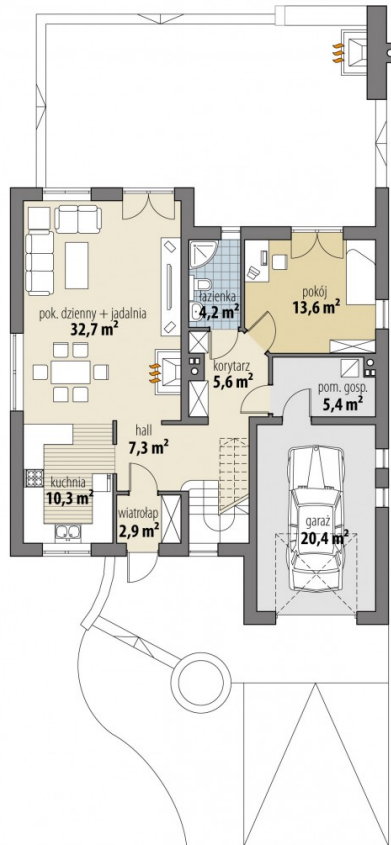 pok. dzienny + jadalnia
32,7 m²
łazienka
4,2 m²
pokój
13,6 m²
korytarz
5,6 m²
pom. gosp.
5,4 m²
hall
7,3 m²
kuchnia
10,3 m²
wiatrołap
2,9 m²
garaż
20,4 m²